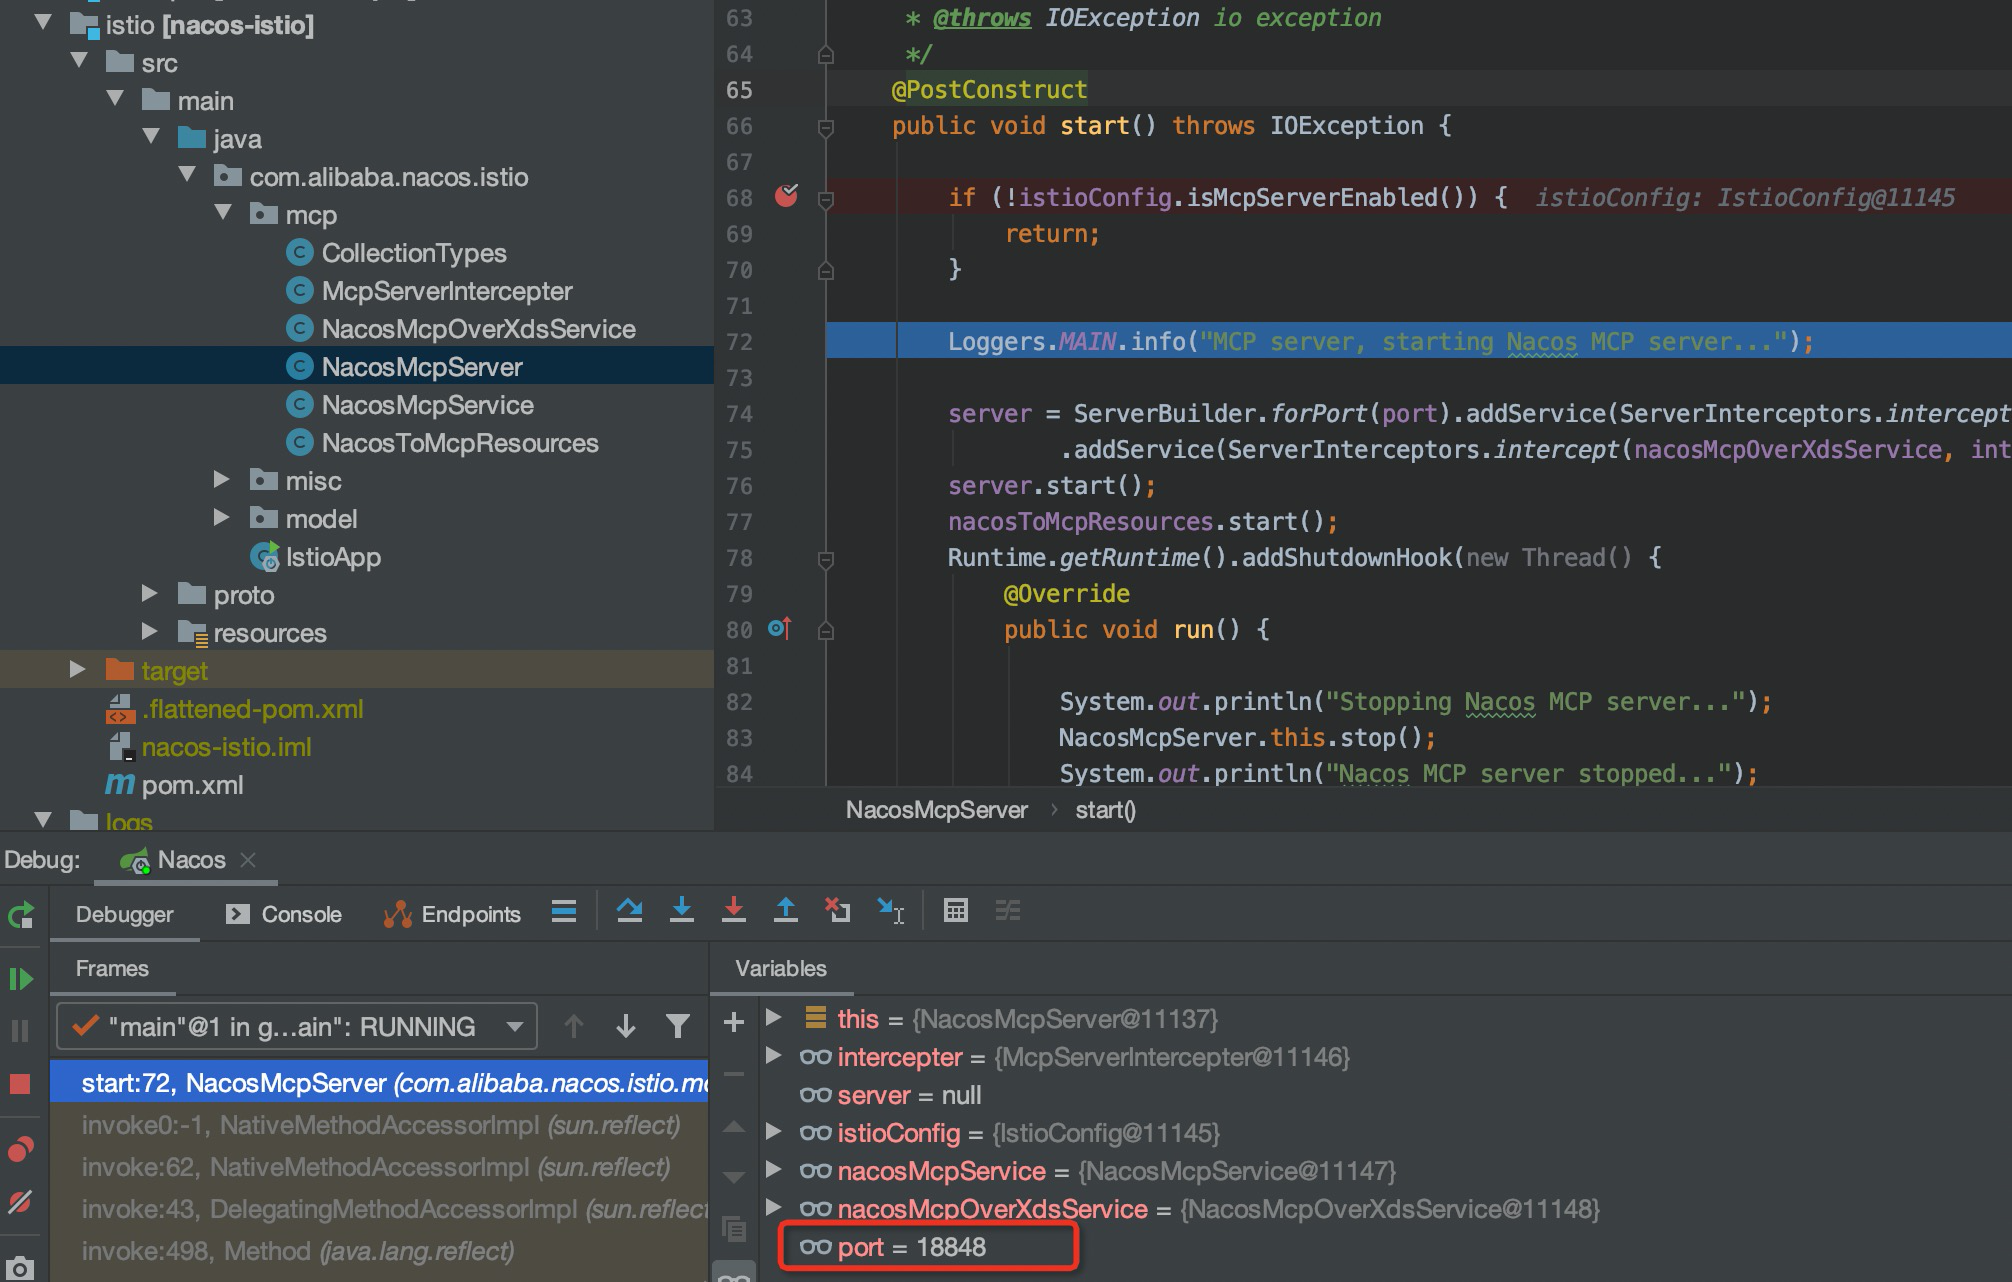 istio [nacos-istio]
src
main
java
com.alibaba.nacos.istio
mcp
CollectionTypes
McpServerIntercepter
NacosMcpOverXdsService
NacosMcpServer
NacosMcpService
NacosToMcpResources
misc
model
IstioApp
proto
resources
target
.flattened-pom.xml
nacos-istio.iml
pom.xml
logs
63 * @throws IOException io exception
64 */
65 @PostConstruct
66 public void start() throws IOException {
67
68 if (!istioConfig.isMcpServerEnabled()) { istioConfig: IstioConfig@11145
69 return;
70 }
71
72 Loggers.MAIN.info("MCP server, starting Nacos MCP server...");
73
74 server = ServerBuilder.forPort(port).addService(ServerInterceptors.intercept
75 .addService(ServerInterceptors.intercept(nacosMcpOverXdsService, int
76 server.start();
77 nacosToMcpResources.start();
78 Runtime.getRuntime().addShutdownHook(new Thread() {
79 @Override
80 public void run() {
81
82 System.out.println("Stopping Nacos MCP server...");
83 NacosMcpServer.this.stop();
84 System.out.println("Nacos MCP server stopped...");
NacosMcpServer › start()
Debug: Nacos
Debugger Console Endpoints
Frames
"main"@1 in g...ain": RUNNING
start:72, NacosMcpServer (com.alibaba.nacos.istio.mc
invoke0:-1, NativeMethodAccessorImpl (sun.reflect)
invoke:62, NativeMethodAccessorImpl (sun.reflect)
invoke:43, DelegatingMethodAccessorImpl (sun.reflect
invoke:498, Method (java.lang.reflect)
Variables
this = {NacosMcpServer@11137}
intercepter = {McpServerIntercepter@11146}
server = null
istioConfig = {IstioConfig@11145}
nacosMcpService = {NacosMcpService@11147}
nacosMcpOverXdsService = {NacosMcpOverXdsService@11148}
port = 18848